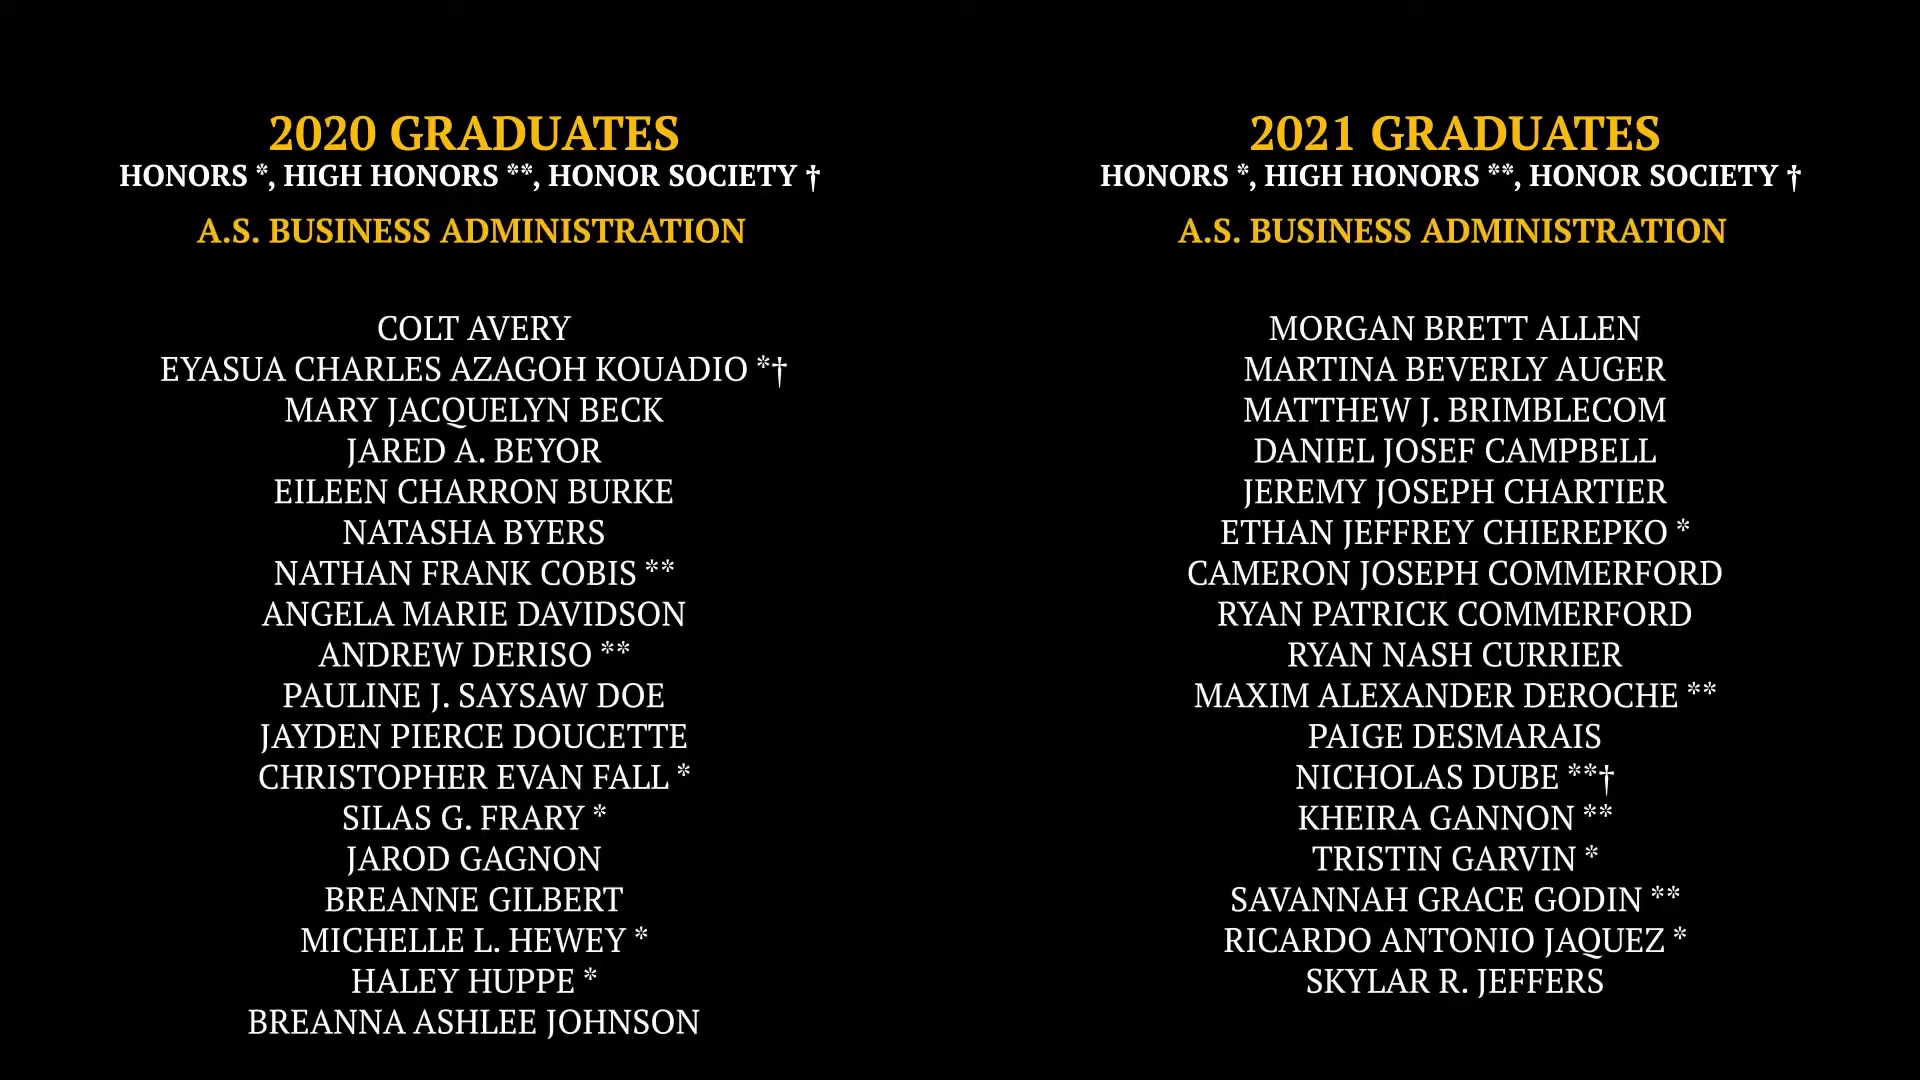 2020 GRADUATES
HONORS *, HIGH HONORS **, HONOR SOCIETY †
A.S. BUSINESS ADMINISTRATION
COLT AVERY
EYASUA CHARLES AZAGOH KOUADIO *†
MARY JACQUELYN BECK
JARED A. BEYOR
EILEEN CHARRON BURKE
NATASHA BYERS
NATHAN FRANK COBIS **
ANGELA MARIE DAVIDSON
ANDREW DERISO **
PAULINE J. SAYSAW DOE
JAYDEN PIERCE DOUCETTE
CHRISTOPHER EVAN FALL *
SILAS G. FRARY *
JAROD GAGNON
BREANNE GILBERT
MICHELLE L. HEWEY *
HALEY HUPPE *
BREANNA ASHLEE JOHNSON
2021 GRADUATES
HONORS *, HIGH HONORS **, HONOR SOCIETY †
A.S. BUSINESS ADMINISTRATION
MORGAN BRETT ALLEN
MARTINA BEVERLY AUGER
MATTHEW J. BRIMBLECOM
DANIEL JOSEF CAMPBELL
JEREMY JOSEPH CHARTIER
ETHAN JEFFREY CHIEREPKO *
CAMERON JOSEPH COMMERFORD
RYAN PATRICK COMMERFORD
RYAN NASH CURRIER
MAXIM ALEXANDER DEROCHE **
PAIGE DESMARAIS
NICHOLAS DUBE **†
KHEIRA GANNON **
TRISTIN GARVIN *
SAVANNAH GRACE GODIN **
RICARDO ANTONIO JAQUEZ *
SKYLAR R. JEFFERS